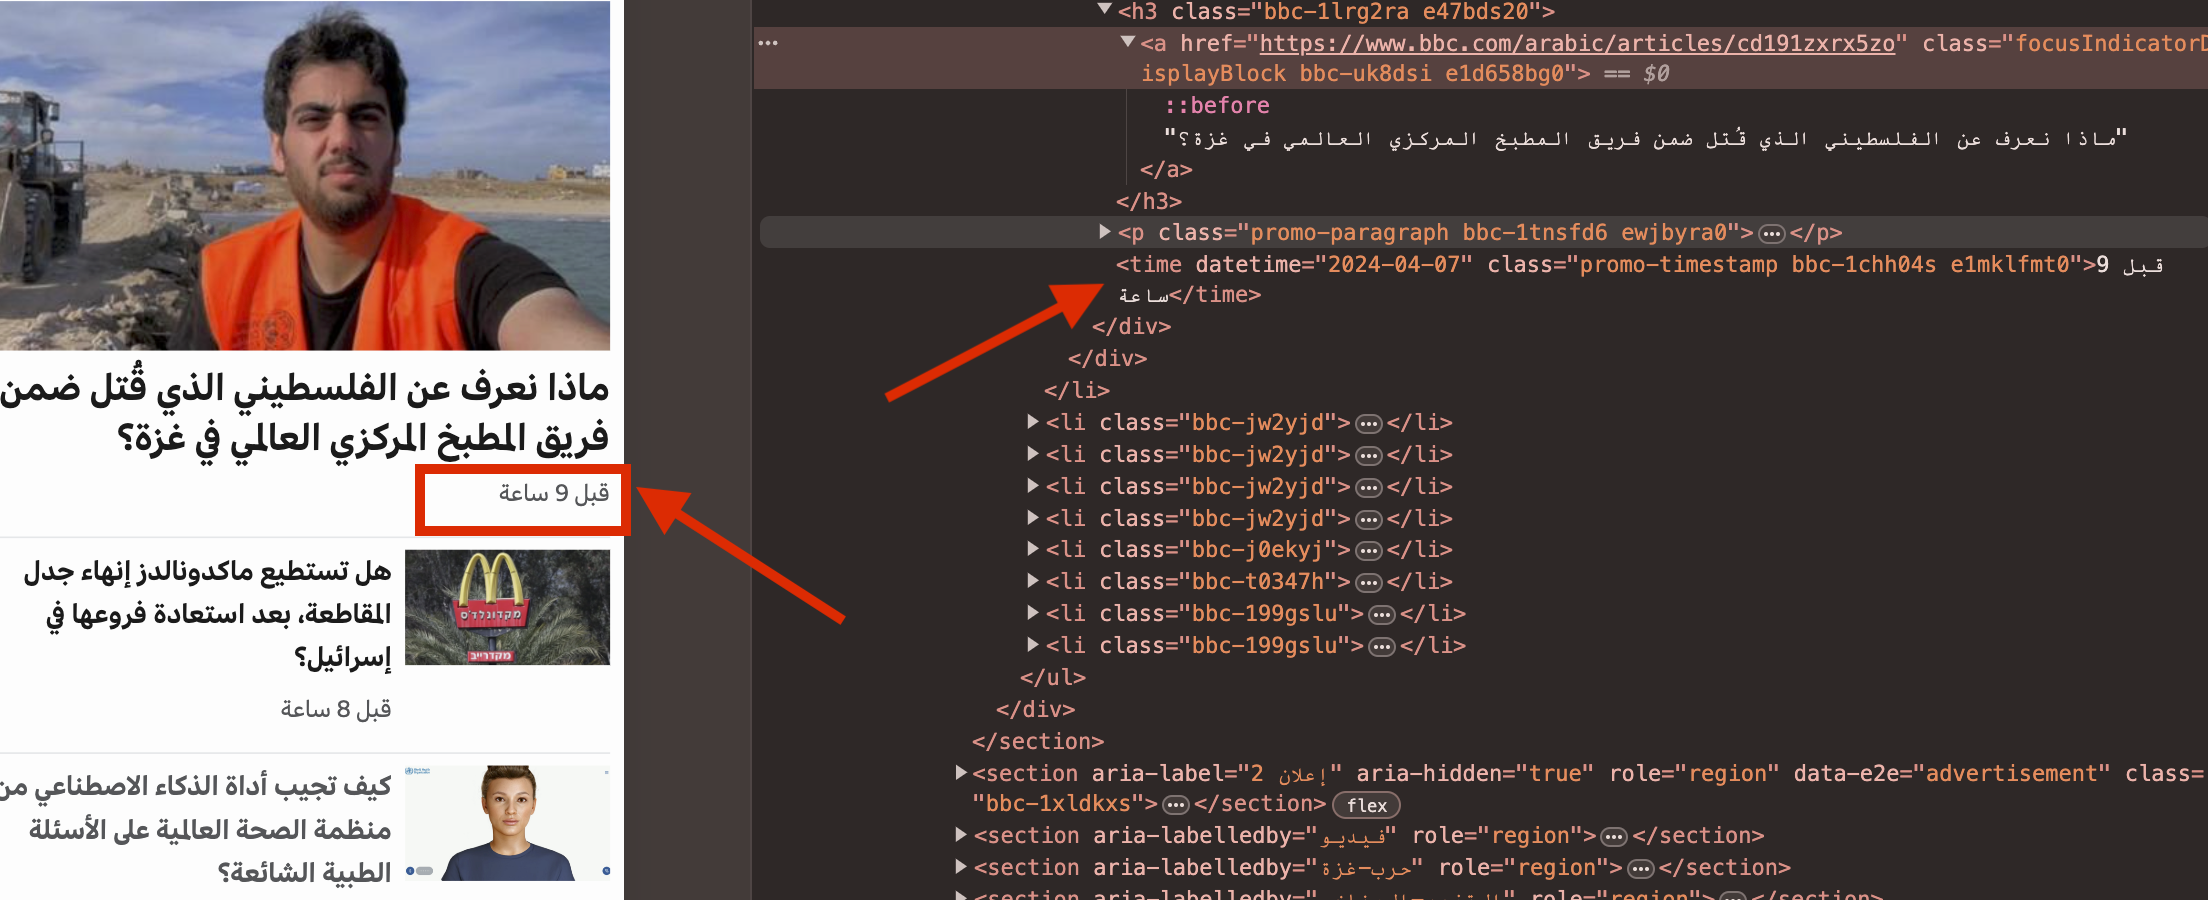 ماذا نعرف عن الفلسطيني الذي قُتل ضمن
فريق المطبخ المركزي العالمي في غزة؟
قبل 9 ساعة
هل تستطيع ماكدونالدز إنهاء جدل
المقاطعة، بعد استعادة فروعها في
إسرائيل؟
قبل 8 ساعة
מקדונלד'ס
מקדרייב
كيف تجيب أداة الذكاء الاصطناعي من
منظمة الصحة العالمية على الأسئلة
الطبية الشائعة؟
<h3 class="bbc-1lrg2ra e47bds20">
<a href="https://www.bbc.com/arabic/articles/cd191zxrx5zo" class="focusIndicatorD
isplayBlock bbc-uk8dsi e1d658bg0"> == $0
::before
"ماذا نعرف عن الفلسطيني الذي قُتل ضمن فريق المطبخ المركزي العالمي في غزة؟"
</a>
</h3>
<p class="promo-paragraph bbc-1tnsfd6 ewjbyra0">…</p>
<time datetime="2024-04-07" class="promo-timestamp bbc-1chh04s e1mklfmt0">قبل 9
ساعة</time>
</div>
</div>
</li>
<li class="bbc-jw2yjd">…</li>
<li class="bbc-jw2yjd">…</li>
<li class="bbc-jw2yjd">…</li>
<li class="bbc-jw2yjd">…</li>
<li class="bbc-j0ekyj">…</li>
<li class="bbc-t0347h">…</li>
<li class="bbc-199gslu">…</li>
<li class="bbc-199gslu">…</li>
</ul>
</div>
</section>
<section aria-label="إعلان 2" aria-hidden="true" role="region" data-e2e="advertisement" class=
"bbc-1xldkxs">…</section> flex
<section aria-labelledby="فيديو" role="region">…</section>
<section aria-labelledby="حرب-غزة" role="region">…</section>